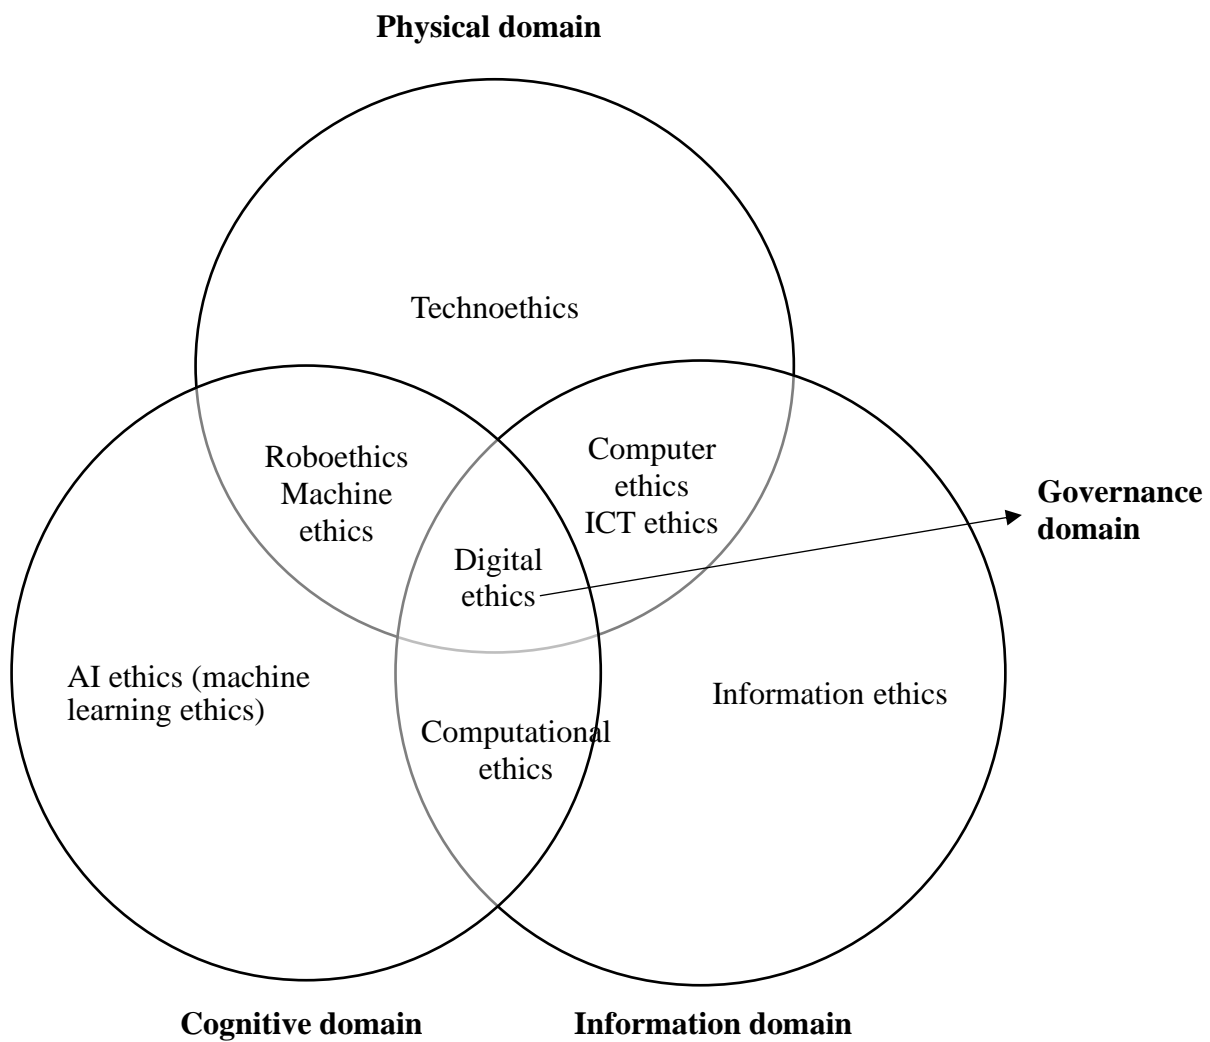 Physical domain
Technoethics
Roboethics
Machine
ethics
Computer
ethics
ICT ethics
Governance
domain
Digital
ethics
AI ethics (machine
learning ethics)
Information ethics
Computational
ethics
Cognitive domain
Information domain